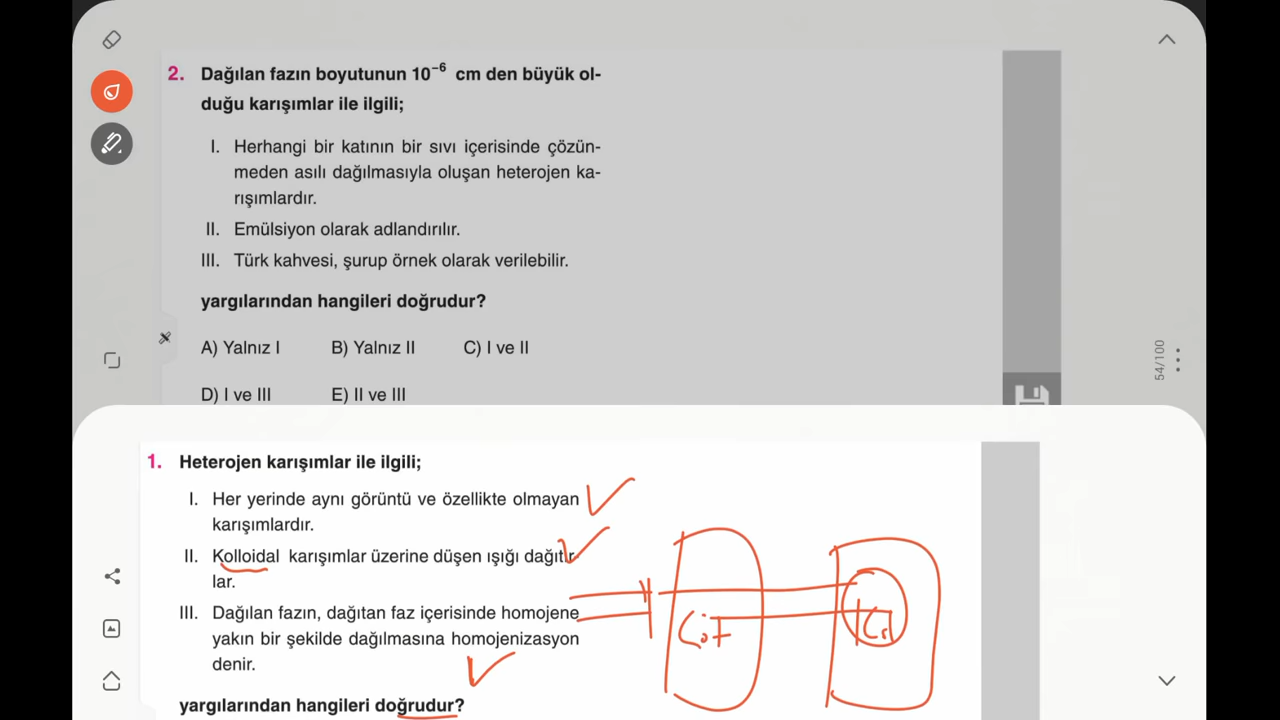 2. Dağılan fazın boyutunun 10⁻⁶ cm den büyük ol-
duğu karışımlar ile ilgili;
I. Herhangi bir katının bir sıvı içerisinde çözün-
meden asılı dağılmasıyla oluşan heterojen ka-
rışımlardır.
II. Emülsiyon olarak adlandırılır.
III. Türk kahvesi, şurup örnek olarak verilebilir.
yargılarından hangileri doğrudur?
A) Yalnız I B) Yalnız II C) I ve II
D) I ve III E) II ve III
54/100
1. Heterojen karışımlar ile ilgili;
I. Her yerinde aynı görüntü ve özellikte olmayan
karışımlardır.
II. Kolloidal karışımlar üzerine düşen ışığı dağıtır
lar.
III. Dağılan fazın, dağıtan faz içerisinde homojene
yakın bir şekilde dağılmasına homojenizasyon
denir.
yargılarından hangileri doğrudur?